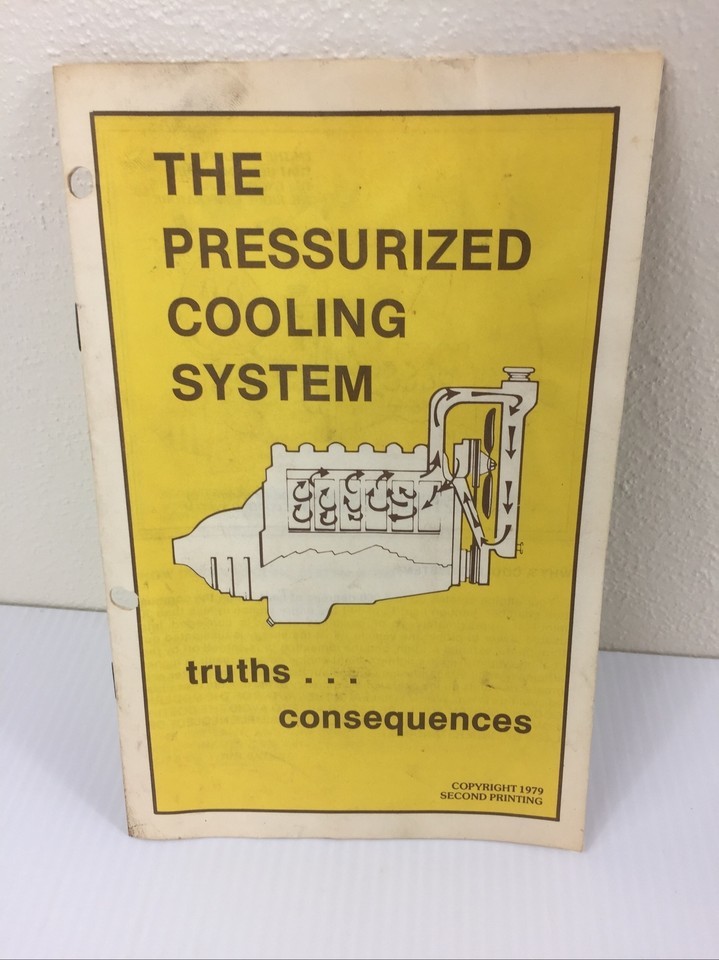 THE
PRESSURIZED
COOLING
SYSTEM
truths . . .
consequences
COPYRIGHT 1979
SECOND PRINTING